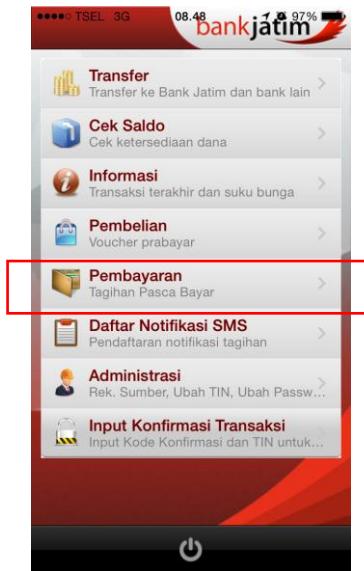 TSEL 3G 08.48 97%
bankjatim
Transfer
Transfer ke Bank Jatim dan bank lain
Cek Saldo
Cek ketersediaan dana
Informasi
Transaksi terakhir dan suku bunga
Pembelian
Voucher prabayar
Pembayaran
Tagihan Pasca Bayar
Daftar Notifikasi SMS
Pendaftaran notifikasi tagihan
Administrasi
Rek. Sumber, Ubah TIN, Ubah Passw...
Input Konfirmasi Transaksi
Input Kode Konfirmasi dan TIN untuk...